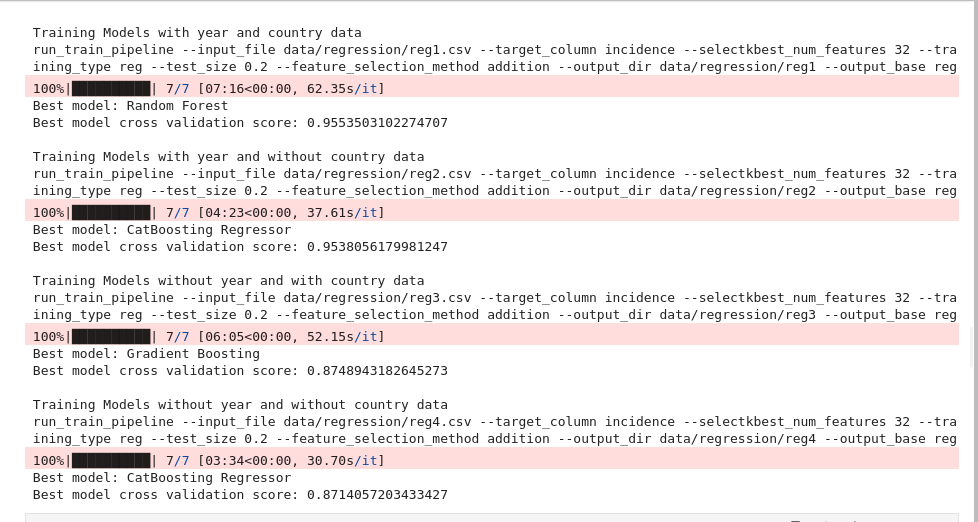 Training Models with year and country data
run_train_pipeline --input_file data/regression/reg1.csv --target_column incidence --selectkbest_num_features 32 --tra
ining_type reg --test_size 0.2 --feature_selection_method addition --output_dir data/regression/reg1 --output_base reg
100%|██████████| 7/7 [07:16<00:00, 62.35s/it]
Best model: Random Forest
Best model cross validation score: 0.9553503102274707
Training Models with year and without country data
run_train_pipeline --input_file data/regression/reg2.csv --target_column incidence --selectkbest_num_features 32 --tra
ining_type reg --test_size 0.2 --feature_selection_method addition --output_dir data/regression/reg2 --output_base reg
100%|██████████| 7/7 [04:23<00:00, 37.61s/it]
Best model: CatBoosting Regressor
Best model cross validation score: 0.9538056179981247
Training Models without year and with country data
run_train_pipeline --input_file data/regression/reg3.csv --target_column incidence --selectkbest_num_features 32 --tra
ining_type reg --test_size 0.2 --feature_selection_method addition --output_dir data/regression/reg3 --output_base reg
100%|██████████| 7/7 [06:05<00:00, 52.15s/it]
Best model: Gradient Boosting
Best model cross validation score: 0.8748943182645273
Training Models without year and without country data
run_train_pipeline --input_file data/regression/reg4.csv --target_column incidence --selectkbest_num_features 32 --tra
ining_type reg --test_size 0.2 --feature_selection_method addition --output_dir data/regression/reg4 --output_base reg
100%|██████████| 7/7 [03:34<00:00, 30.70s/it]
Best model: CatBoosting Regressor
Best model cross validation score: 0.8714057203433427